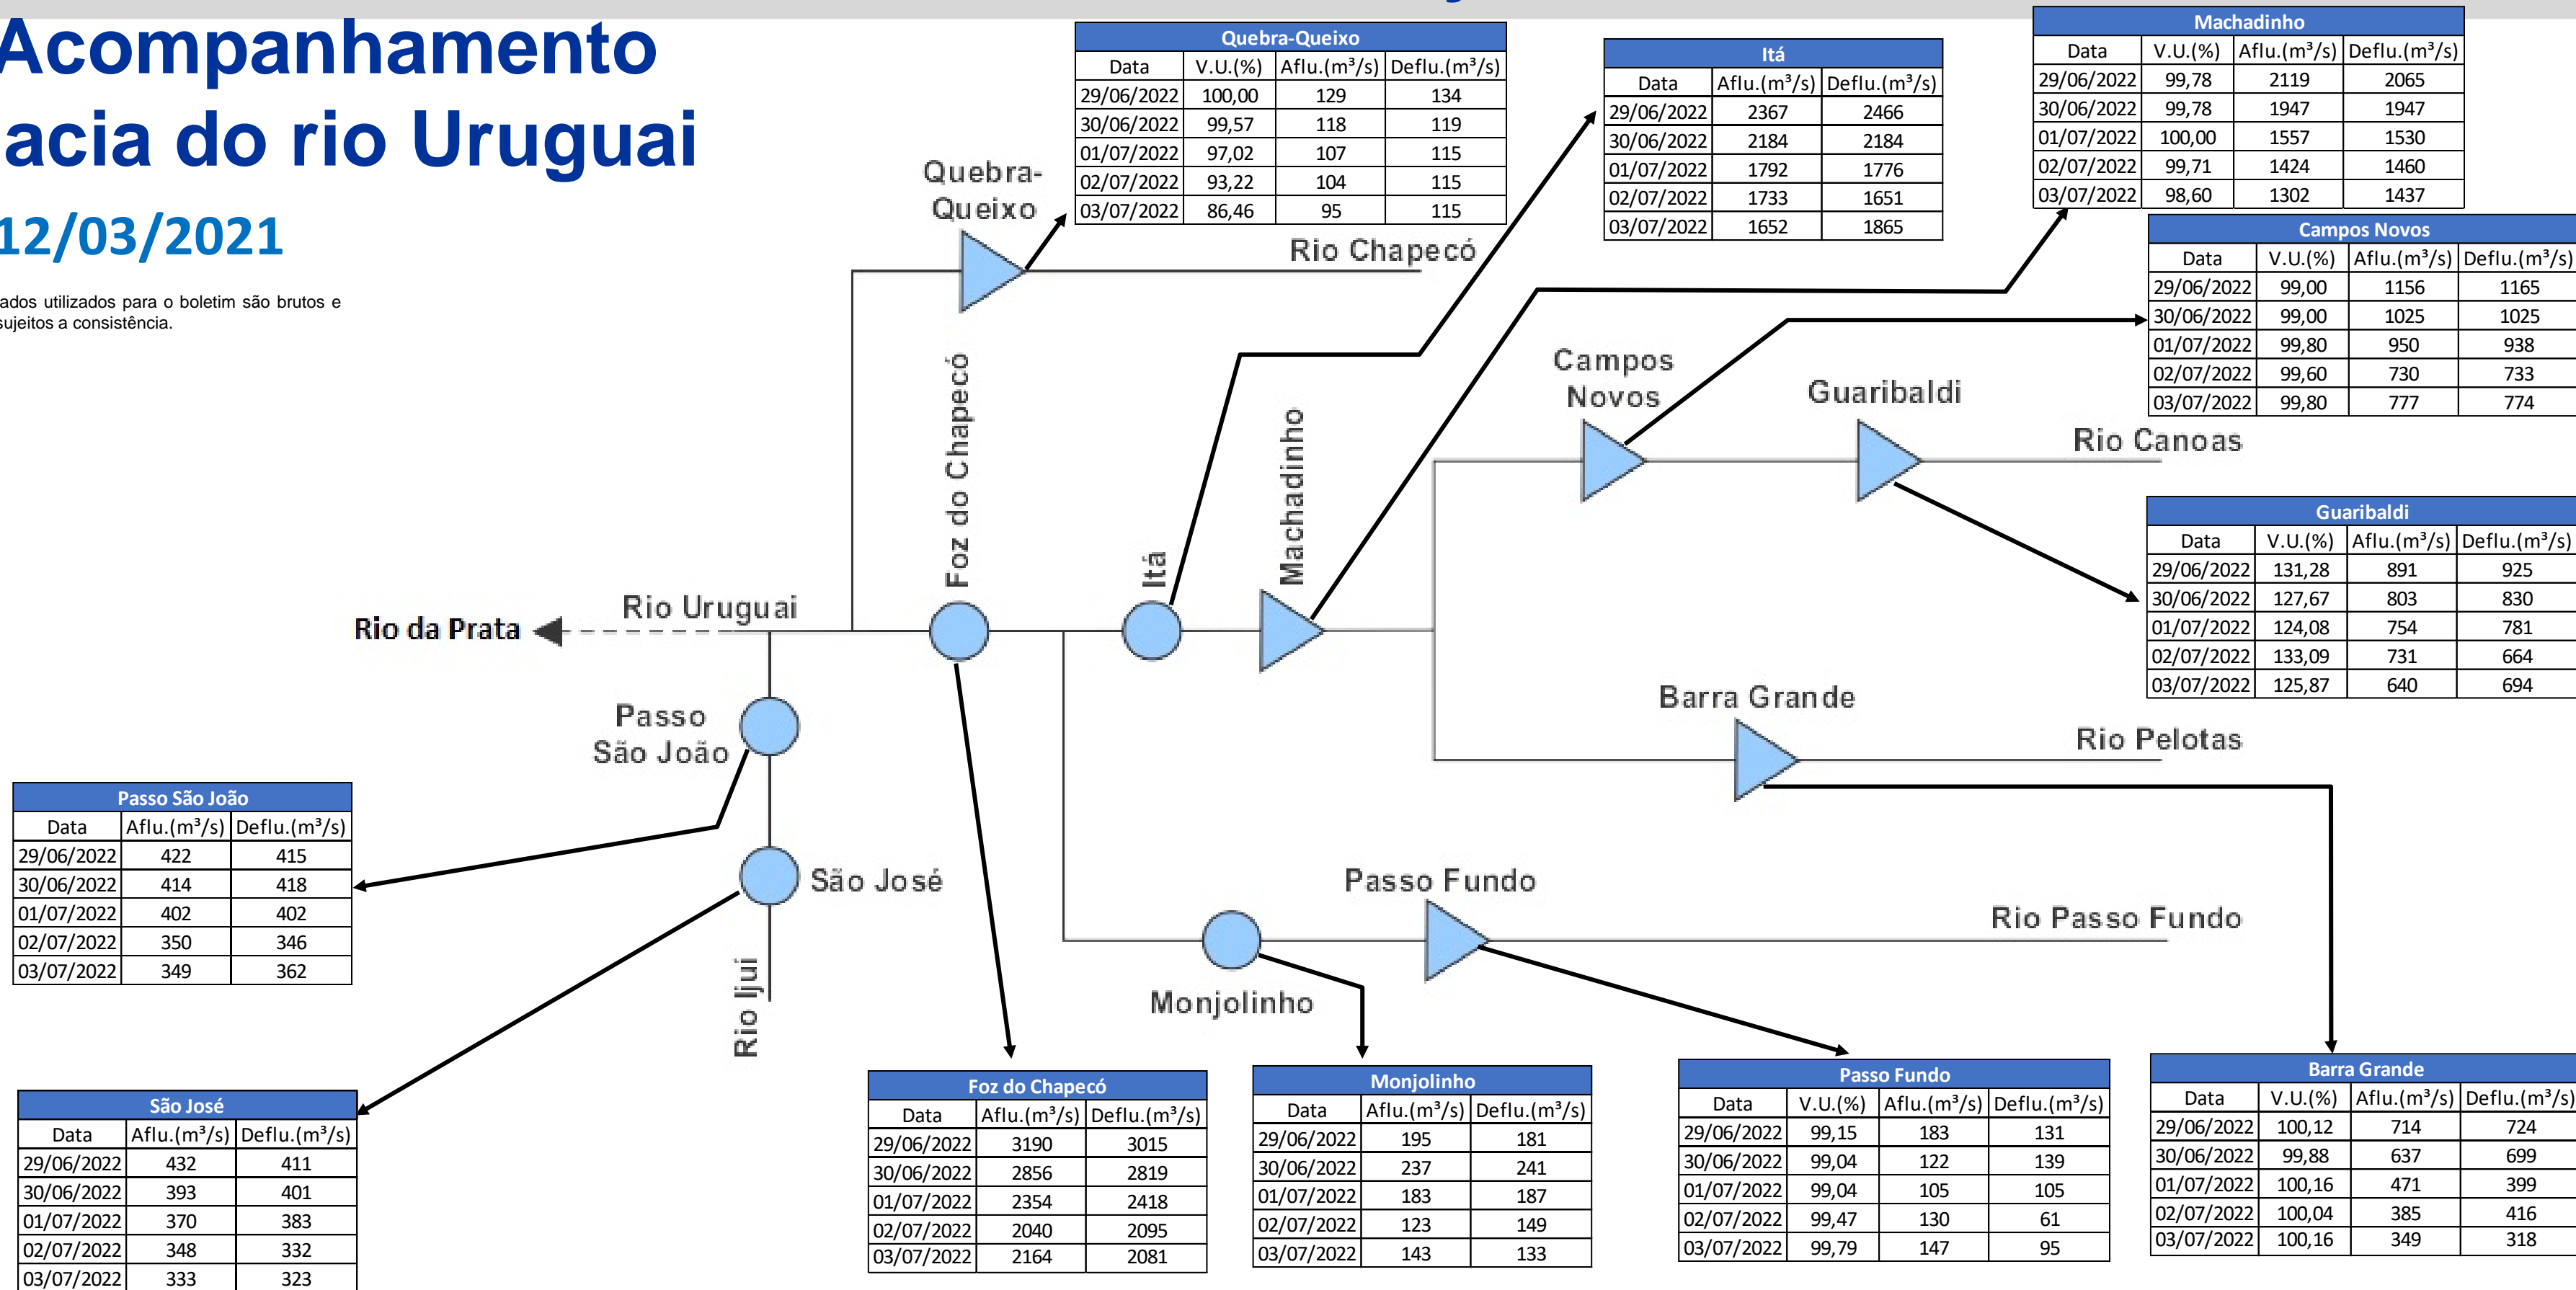 Acompanhamento
acia do rio Uruguai
12/03/2021
ados utilizados para o boletim são brutos e
sujeitos a consistência.
Quebra-Queixo
Data V.U.(%) Aflu.(m³/s) Deflu.(m³/s)
29/06/2022 100,00 129 134
30/06/2022 99,57 118 119
01/07/2022 97,02 107 115
02/07/2022 93,22 104 115
03/07/2022 86,46 95 115
Itá
Data Aflu.(m³/s) Deflu.(m³/s)
29/06/2022 2367 2466
30/06/2022 2184 2184
01/07/2022 1792 1776
02/07/2022 1733 1651
03/07/2022 1652 1865
Machadinho
Data V.U.(%) Aflu.(m³/s) Deflu.(m³/s)
29/06/2022 99,78 2119 2065
30/06/2022 99,78 1947 1947
01/07/2022 100,00 1557 1530
02/07/2022 99,71 1424 1460
03/07/2022 98,60 1302 1437
Campos Novos
Data V.U.(%) Aflu.(m³/s) Deflu.(m³/s)
29/06/2022 99,00 1156 1165
30/06/2022 99,00 1025 1025
01/07/2022 99,80 950 938
02/07/2022 99,60 730 733
03/07/2022 99,80 777 774
Quebra-
Queixo
Rio Chapecó
Foz do Chapecó
Itá
Machadinho
Campos
Novos
Guaribaldi
Rio Canoas
Guaribaldi
Data V.U.(%) Aflu.(m³/s) Deflu.(m³/s)
29/06/2022 131,28 891 925
30/06/2022 127,67 803 830
01/07/2022 124,08 754 781
02/07/2022 133,09 731 664
03/07/2022 125,87 640 694
Rio da Prata
Rio Uruguai
Barra Grande
Rio Pelotas
Passo
São João
São José
Rio Ijuí
Passo Fundo
Rio Passo Fundo
Monjolinho
Passo São João
Data Aflu.(m³/s) Deflu.(m³/s)
29/06/2022 422 415
30/06/2022 414 418
01/07/2022 402 402
02/07/2022 350 346
03/07/2022 349 362
São José
Data Aflu.(m³/s) Deflu.(m³/s)
29/06/2022 432 411
30/06/2022 393 401
01/07/2022 370 383
02/07/2022 348 332
03/07/2022 333 323
Foz do Chapecó
Data Aflu.(m³/s) Deflu.(m³/s)
29/06/2022 3190 3015
30/06/2022 2856 2819
01/07/2022 2354 2418
02/07/2022 2040 2095
03/07/2022 2164 2081
Monjolinho
Data Aflu.(m³/s) Deflu.(m³/s)
29/06/2022 195 181
30/06/2022 237 241
01/07/2022 183 187
02/07/2022 123 149
03/07/2022 143 133
Passo Fundo
Data V.U.(%) Aflu.(m³/s) Deflu.(m³/s)
29/06/2022 99,15 183 131
30/06/2022 99,04 122 139
01/07/2022 99,04 105 105
02/07/2022 99,47 130 61
03/07/2022 99,79 147 95
Barra Grande
Data V.U.(%) Aflu.(m³/s) Deflu.(m³/s)
29/06/2022 100,12 714 724
30/06/2022 99,88 637 699
01/07/2022 100,16 471 399
02/07/2022 100,04 385 416
03/07/2022 100,16 349 318